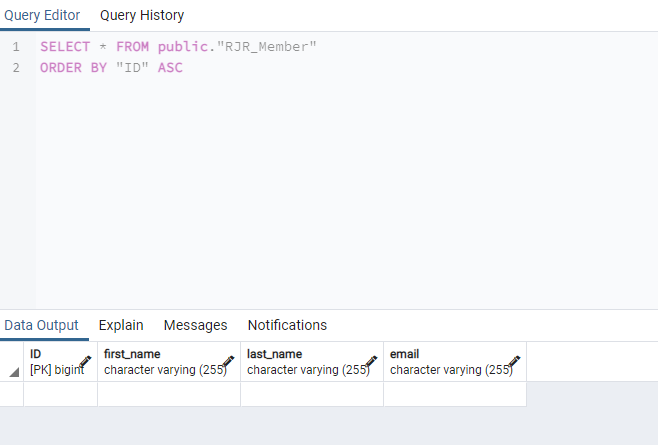 Query Editor Query History
1 SELECT * FROM public."RJR_Member"
2 ORDER BY "ID" ASC
Data Output Explain Messages Notifications
ID first_name last_name email
[PK] bigint character varying (255) character varying (255) character varying (255)